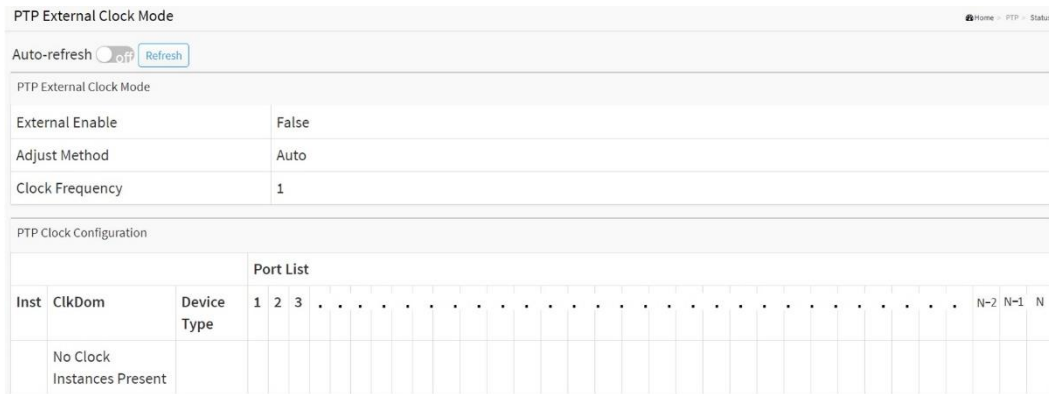 PTP External Clock Mode
Home > PTP > Status
Auto-refresh off Refresh
PTP External Clock Mode
External Enable False
Adjust Method Auto
Clock Frequency 1
PTP Clock Configuration
Port List
Inst ClkDom Device Type 1 2 3 . . . . . . . . . . . . . . . . . . . . . . . . . . . . N-2 N-1 N
No Clock
Instances Present